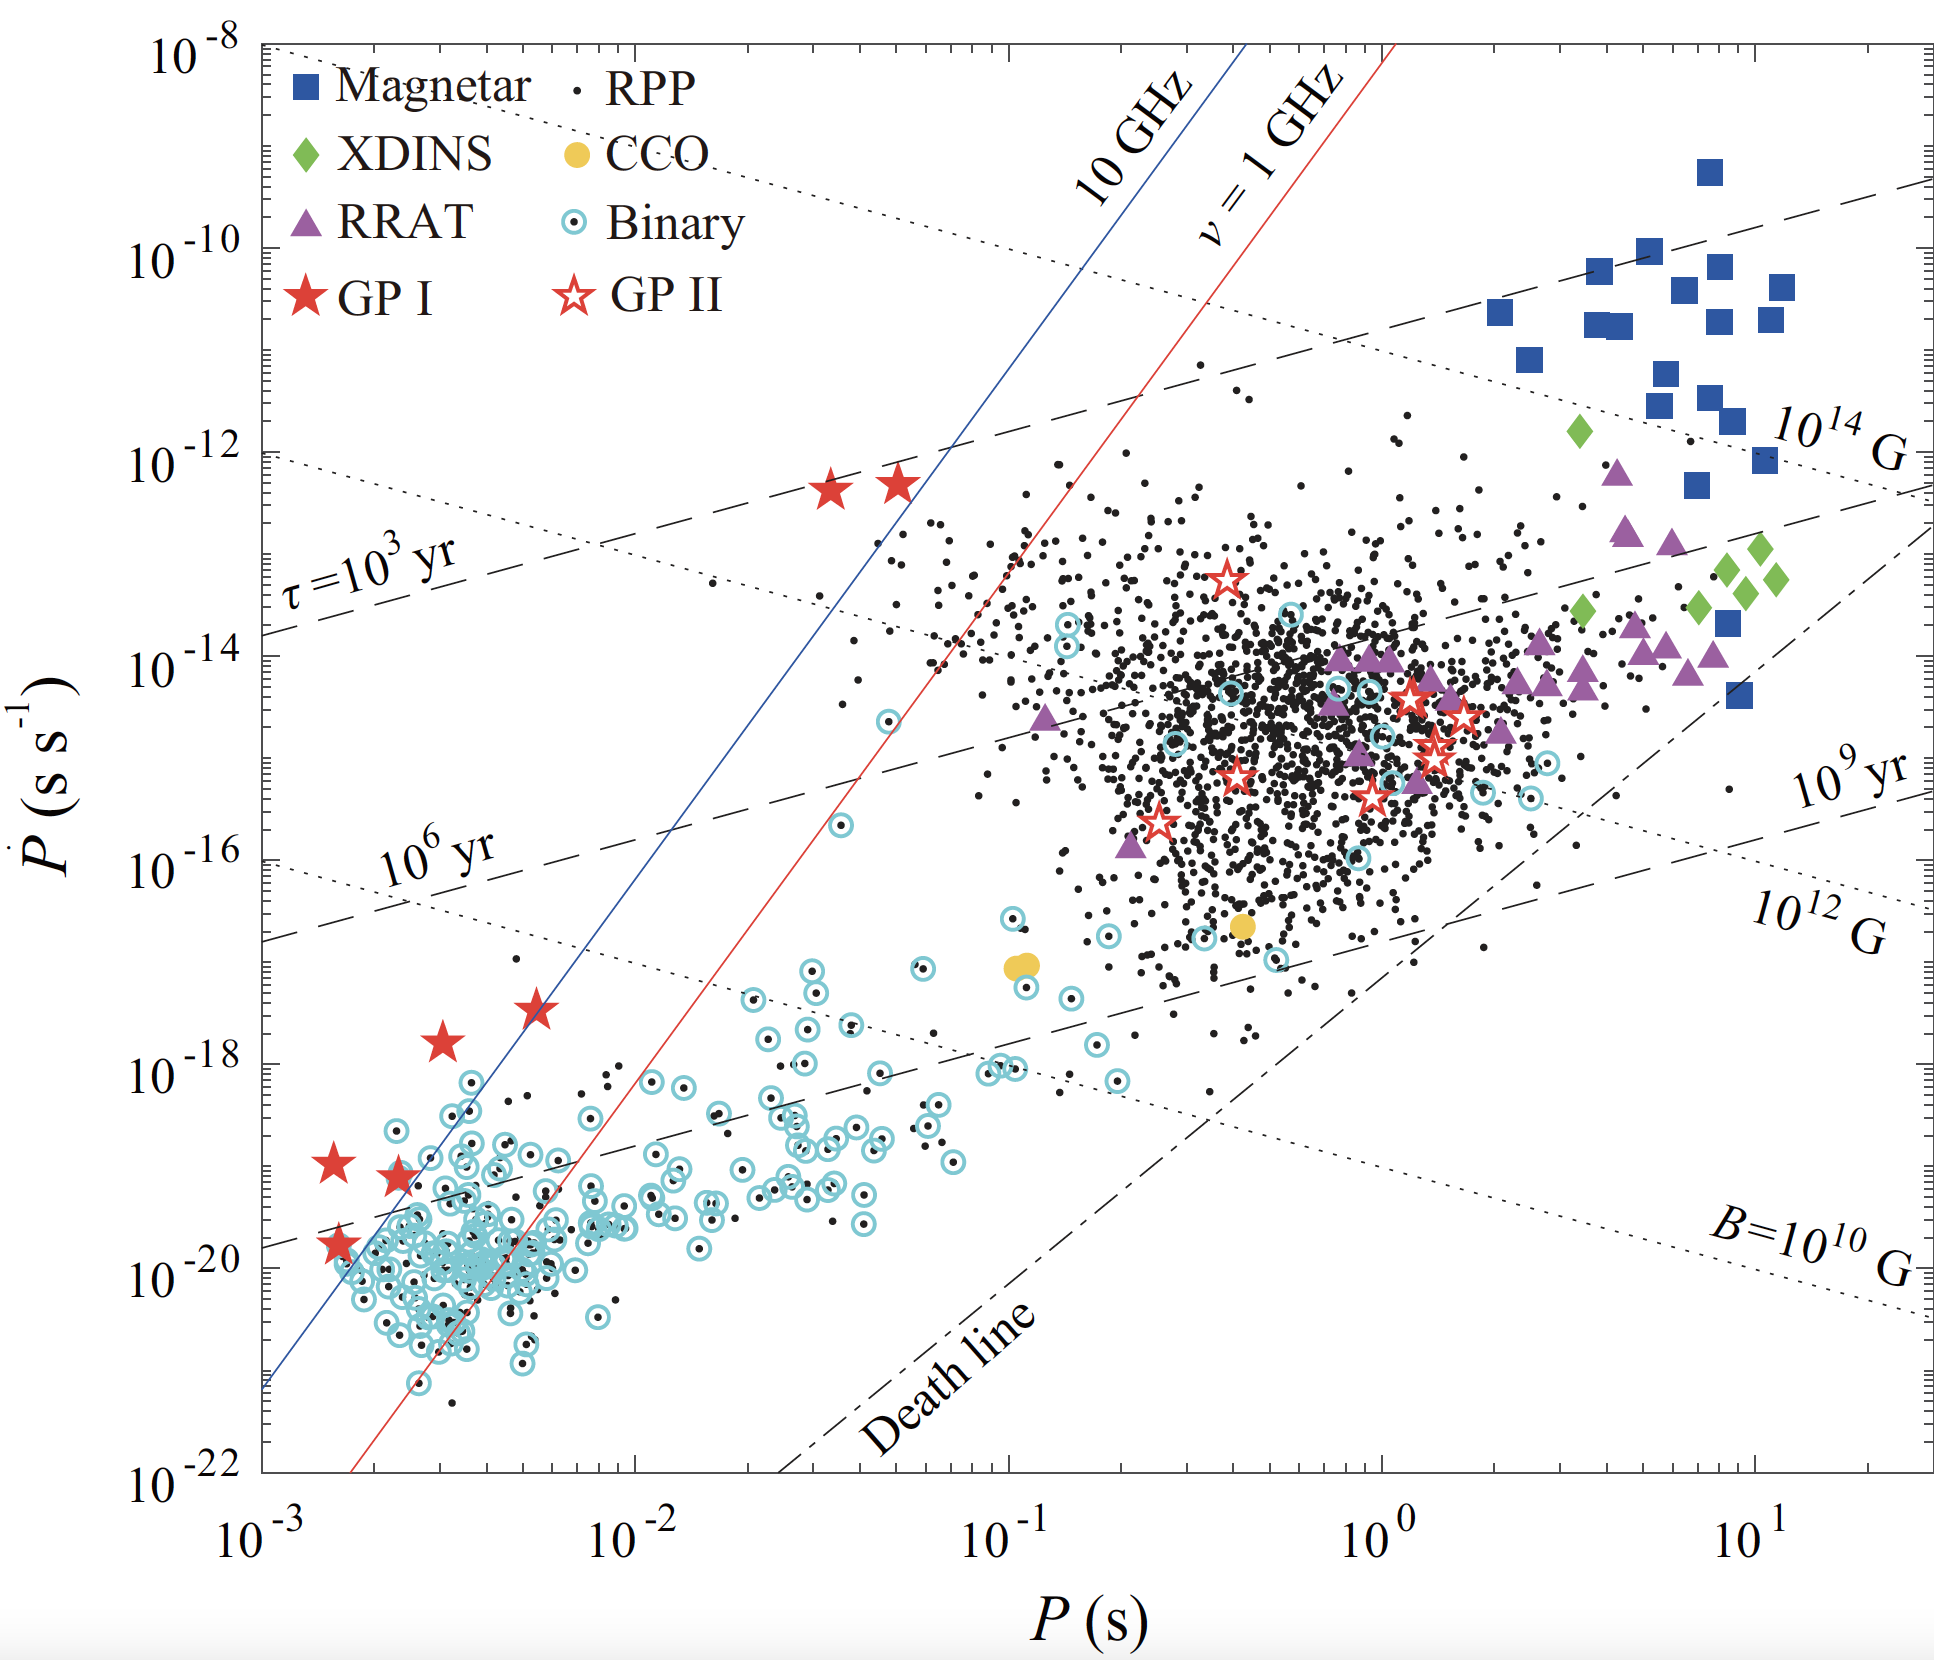 10^-8
10^-10
10^-12
10^-14
10^-16
10^-18
10^-20
10^-22
Ṗ (s s^-1)
Magnetar
RPP
XDINS
CCO
RRAT
Binary
GP I
GP II
10 GHz
ν = 1 GHz
τ =10^3 yr
10^6 yr
10^14 G
10^9 yr
10^12 G
B=10^10 G
Death line
10^-3
10^-2
10^-1
10^0
10^1
P (s)